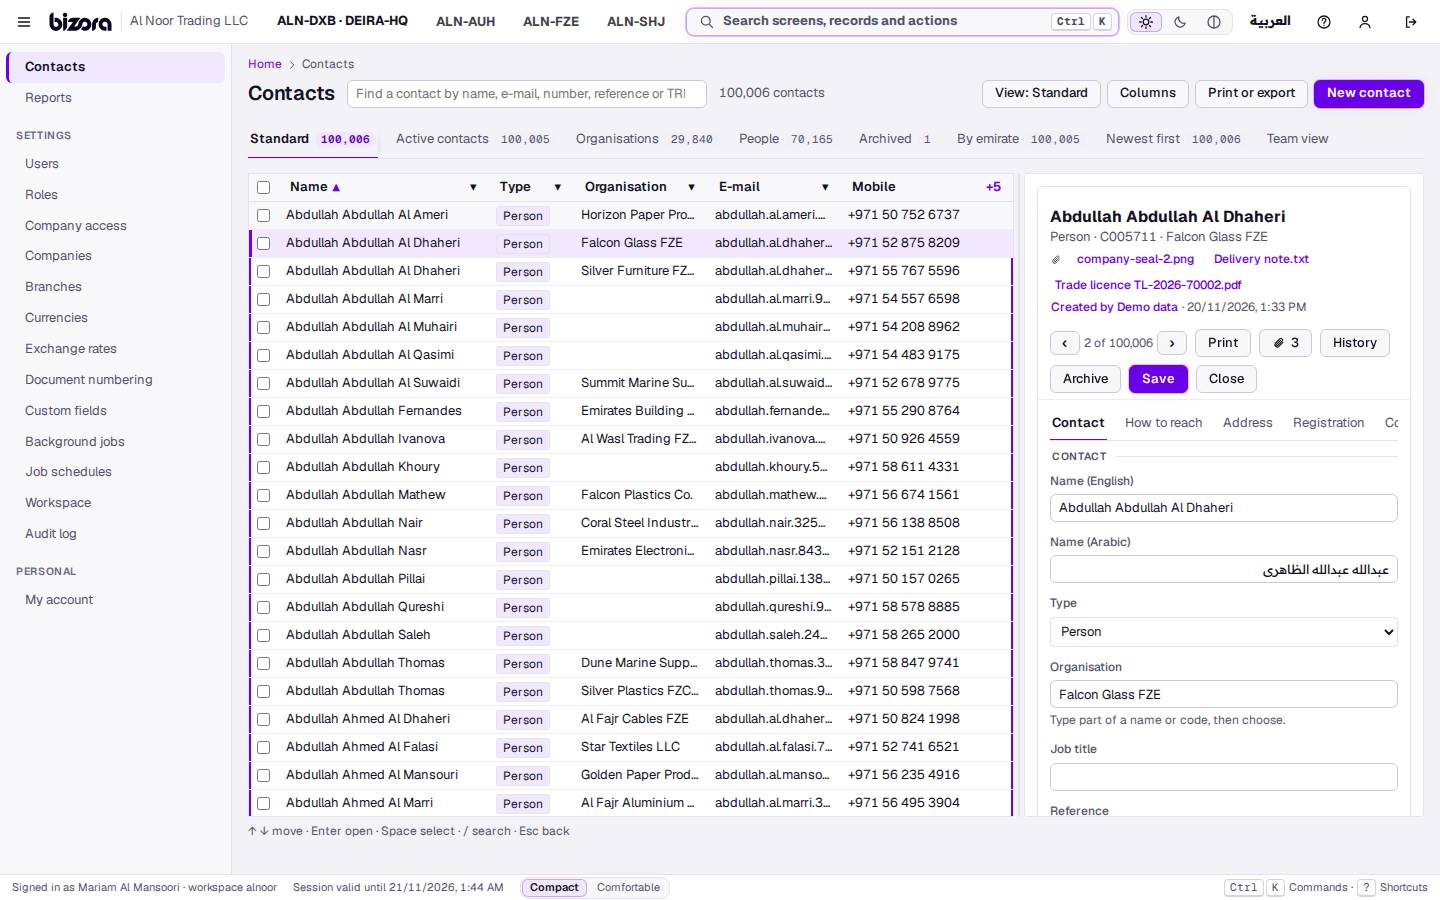 bizora Al Noor Trading LLC ALN-DXB · DEIRA-HQ ALN-AUH ALN-FZE ALN-SHJ Search screens, records and actions Ctrl K العربية
Contacts
Reports
SETTINGS
Users
Roles
Company access
Companies
Branches
Currencies
Exchange rates
Document numbering
Custom fields
Background jobs
Job schedules
Workspace
Audit log
PERSONAL
My account
Home > Contacts
Contacts Find a contact by name, e-mail, number, reference or TRI 100,006 contacts View: Standard Columns Print or export New contact
Standard 100,006 Active contacts 100,005 Organisations 29,840 People 70,165 Archived 1 By emirate 100,005 Newest first 100,006 Team view
Name ▲ ▼ Type ▼ Organisation ▼ E-mail ▼ Mobile +5
Abdullah Abdullah Al Ameri Person Horizon Paper Pro... abdullah.al.ameri.... +971 50 752 6737
Abdullah Abdullah Al Dhaheri Person Falcon Glass FZE abdullah.al.dhaher... +971 52 875 8209
Abdullah Abdullah Al Dhaheri Person Silver Furniture FZ... abdullah.al.dhaher... +971 55 767 5596
Abdullah Abdullah Al Marri Person abdullah.al.marri.9... +971 54 557 6598
Abdullah Abdullah Al Muhairi Person abdullah.al.muhair... +971 54 208 8962
Abdullah Abdullah Al Qasimi Person abdullah.al.qasimi.... +971 54 483 9175
Abdullah Abdullah Al Suwaidi Person Summit Marine Su... abdullah.al.suwaid... +971 52 678 9775
Abdullah Abdullah Fernandes Person Emirates Building ... abdullah.fernande... +971 55 290 8764
Abdullah Abdullah Ivanova Person Al Wasl Trading FZ... abdullah.ivanova.... +971 50 926 4559
Abdullah Abdullah Khoury Person abdullah.khoury.5... +971 58 611 4331
Abdullah Abdullah Mathew Person Falcon Plastics Co. abdullah.mathew.... +971 56 674 1561
Abdullah Abdullah Nair Person Coral Steel Industr... abdullah.nair.325... +971 56 138 8508
Abdullah Abdullah Nasr Person Emirates Electroni... abdullah.nasr.843... +971 52 151 2128
Abdullah Abdullah Pillai Person abdullah.pillai.138... +971 50 157 0265
Abdullah Abdullah Qureshi Person abdullah.qureshi.9... +971 58 578 8885
Abdullah Abdullah Saleh Person abdullah.saleh.24... +971 58 265 2000
Abdullah Abdullah Thomas Person Dune Marine Supp... abdullah.thomas.3... +971 58 847 9741
Abdullah Abdullah Thomas Person Silver Plastics FZC... abdullah.thomas.9... +971 50 598 7568
Abdullah Ahmed Al Dhaheri Person Al Fajr Cables FZE abdullah.al.dhaher... +971 50 824 1998
Abdullah Ahmed Al Falasi Person Star Textiles LLC abdullah.al.falasi.7... +971 52 741 6521
Abdullah Ahmed Al Mansouri Person Golden Paper Prod... abdullah.al.manso... +971 56 235 4916
Abdullah Ahmed Al Marri Person Al Fajr Aluminium ... abdullah.al.marri.3... +971 56 495 3904
↑ ↓ move · Enter open · Space select · / search · Esc back
Abdullah Abdullah Al Dhaheri
Person · C005711 · Falcon Glass FZE
company-seal-2.png Delivery note.txt
Trade licence TL-2026-70002.pdf
Created by Demo data · 20/11/2026, 1:33 PM
‹ 2 of 100,006 › Print 3 History
Archive Save Close
Contact How to reach Address Registration Co
CONTACT
Name (English)
Abdullah Abdullah Al Dhaheri
Name (Arabic)
عبدالله عبدالله الظاهرى
Type
Person
Organisation
Falcon Glass FZE
Type part of a name or code, then choose.
Job title
Reference
Signed in as Mariam Al Mansoori · workspace alnoor Session valid until 21/11/2026, 1:44 AM Compact Comfortable Ctrl K Commands · ? Shortcuts